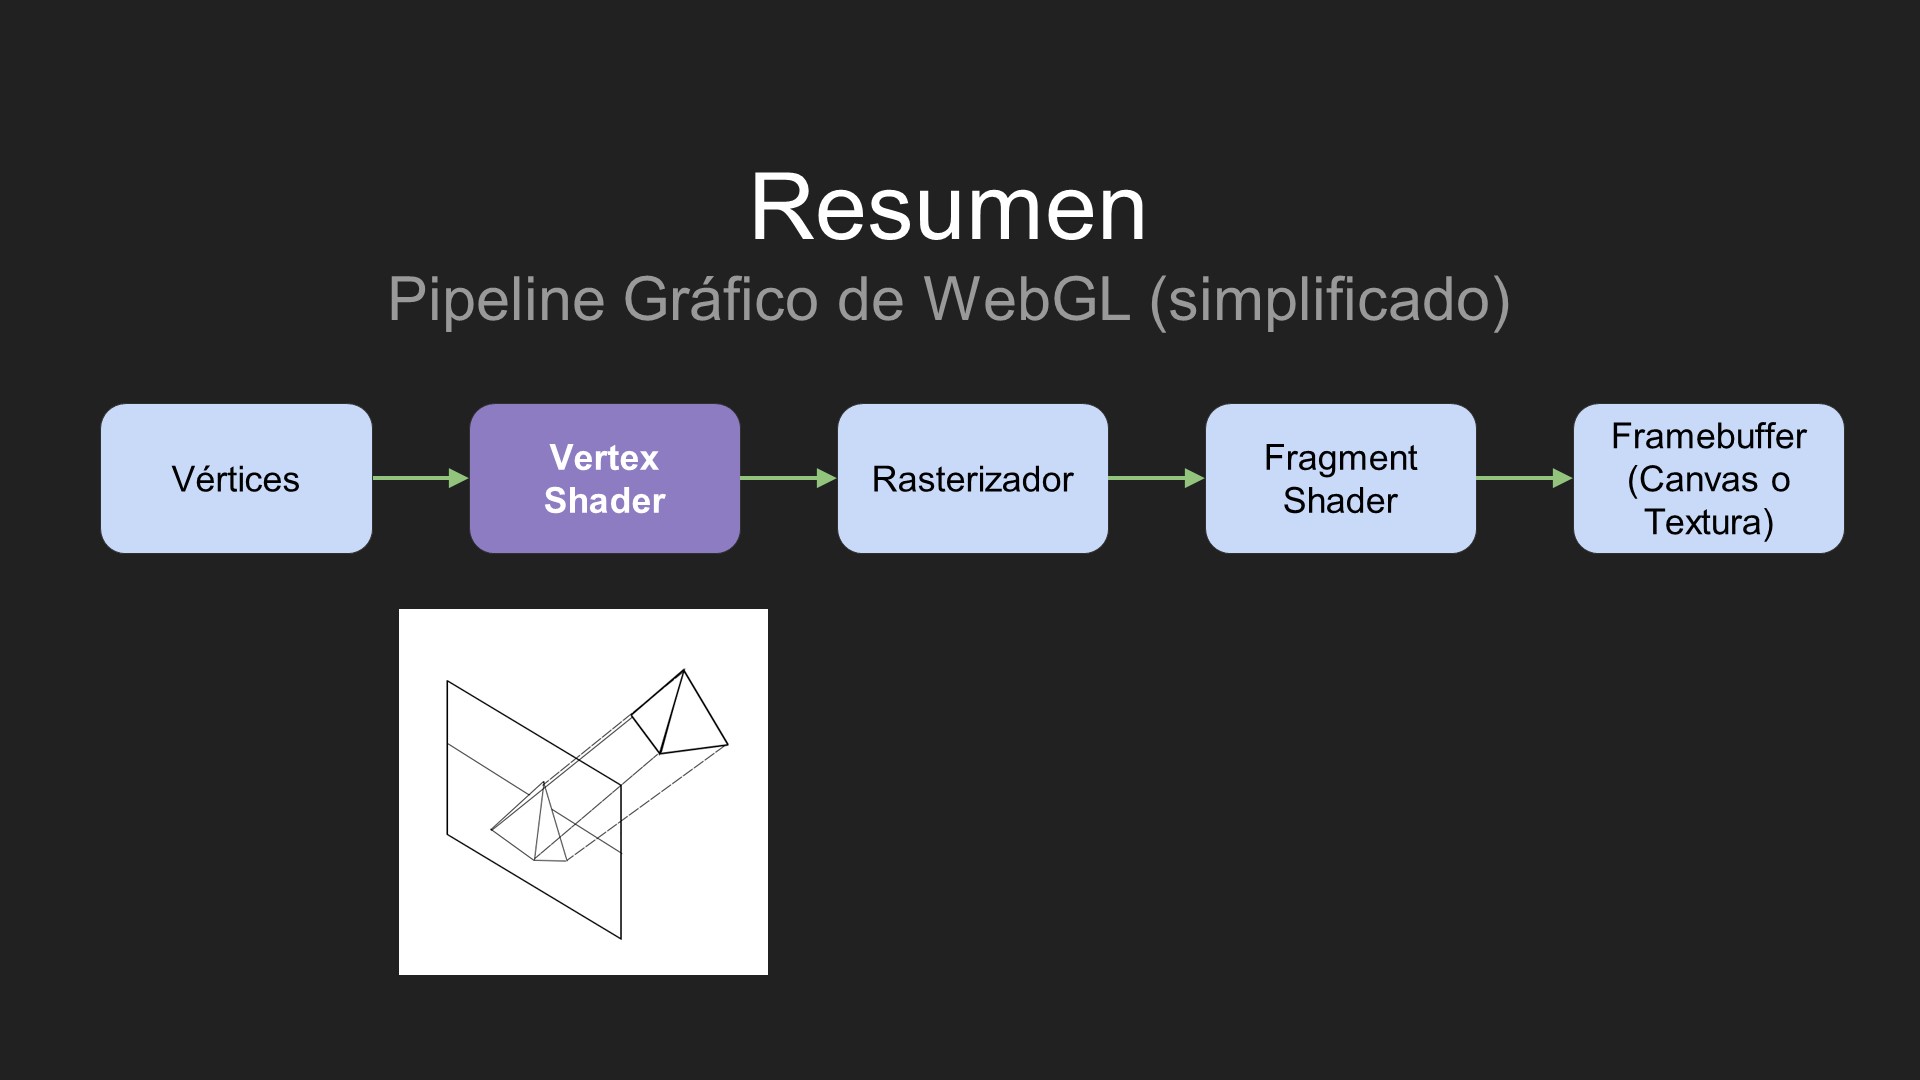 Resumen
Pipeline Gráfico de WebGL (simplificado)
Vértices
Vertex
Shader
Rasterizador
Fragment
Shader
Framebuffer
(Canvas o
Textura)